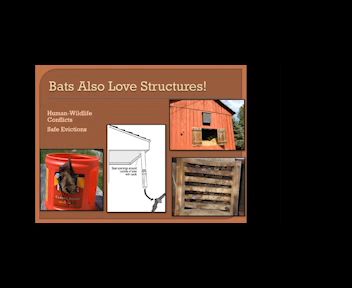 Bats Also Love Structures!
Human-Wildlife
Conflicts
Safe Evictions